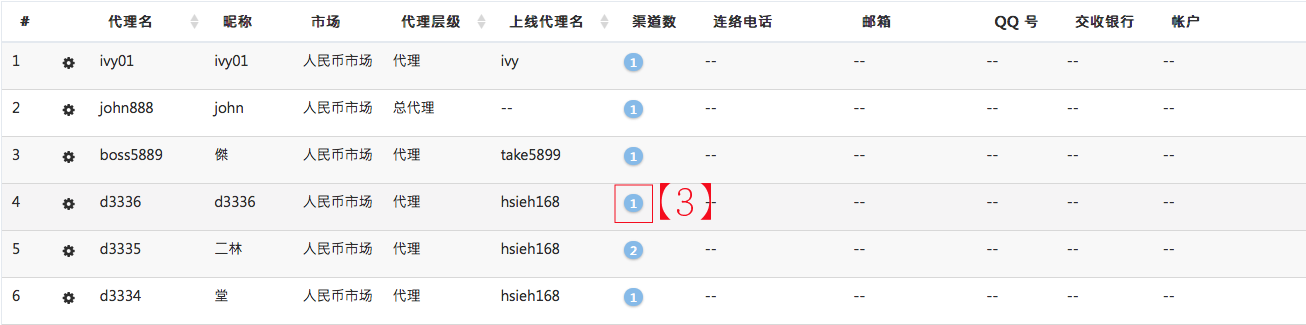 # 代理名 昵称 市场 代理层级 上线代理名 渠道数 连络电话 邮箱 QQ 号 交收银行 帐户
1 ivy01 ivy01 人民币市场 代理 ivy 1 -- -- -- -- --
2 john888 john 人民币市场 总代理 -- 1 -- -- -- -- --
3 boss5889 傑 人民币市场 代理 take5899 1 -- -- -- -- --
4 d3336 d3336 人民币市场 代理 hsieh168 1 【3】 -- -- -- -- --
5 d3335 二林 人民币市场 代理 hsieh168 2 -- -- -- -- --
6 d3334 堂 人民币市场 代理 hsieh168 1 -- -- -- -- --